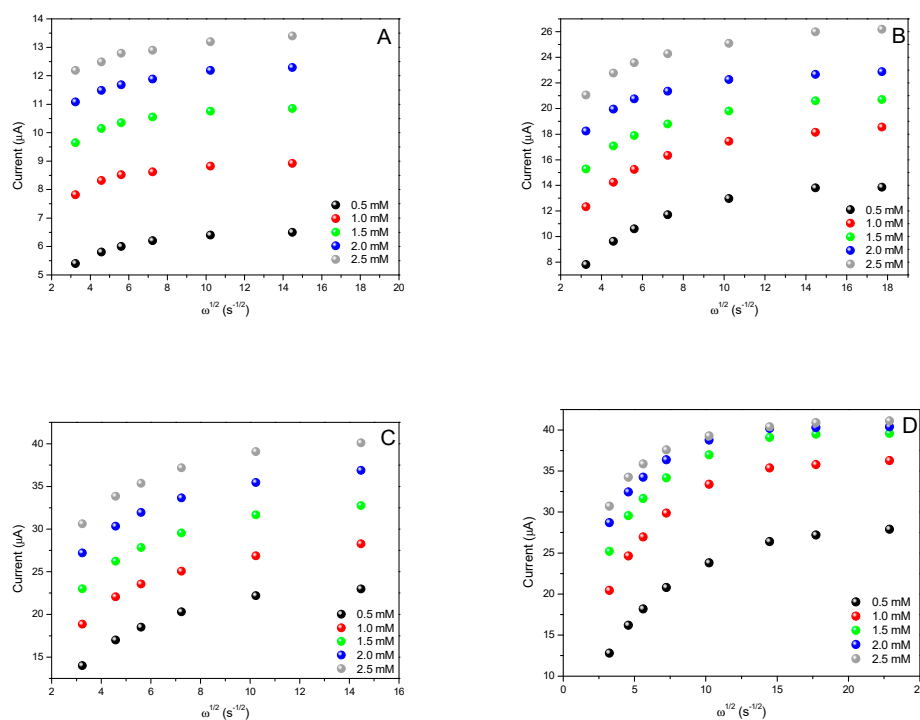 A
14
13
12
11
10
9
8
7
6
5
Current (μA)
0.5 mM
1.0 mM
1.5 mM
2.0 mM
2.5 mM
2 4 6 8 10 12 14 16 18 20
ω1/2 (s-1/2)
B
26
24
22
20
18
16
14
12
10
8
Current (μA)
0.5 mM
1.0 mM
1.5 mM
2.0 mM
2.5 mM
2 4 6 8 10 12 14 16 18
ω1/2 (s-1/2)
C
40
35
30
25
20
15
Current (μA)
0.5 mM
1.0 mM
1.5 mM
2.0 mM
2.5 mM
2 4 6 8 10 12 14 16
ω1/2 (s-1/2)
D
40
35
30
25
20
15
10
Current (μA)
0.5 mM
1.0 mM
1.5 mM
2.0 mM
2.5 mM
0 5 10 15 20
ω1/2 (s-1/2)